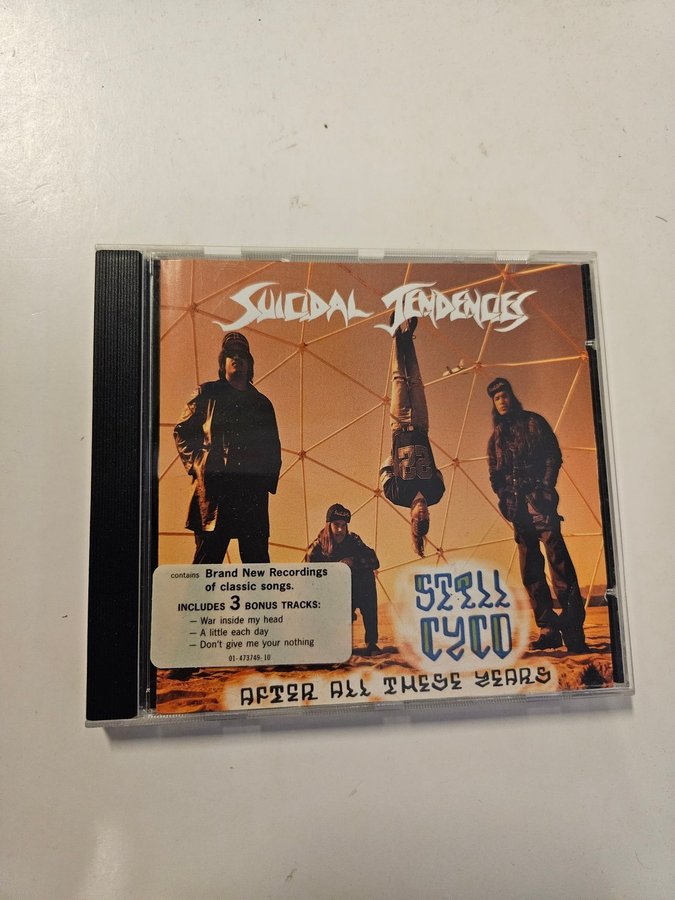 SUICIDAL TENDENCIES
22
contains Brand New Recordings
of classic songs.
INCLUDES 3 BONUS TRACKS:
– War inside my head
– A little each day
– Don't give me your nothing
01-473749-10
STILL
CYCO
AFTER ALL THESE YEARS